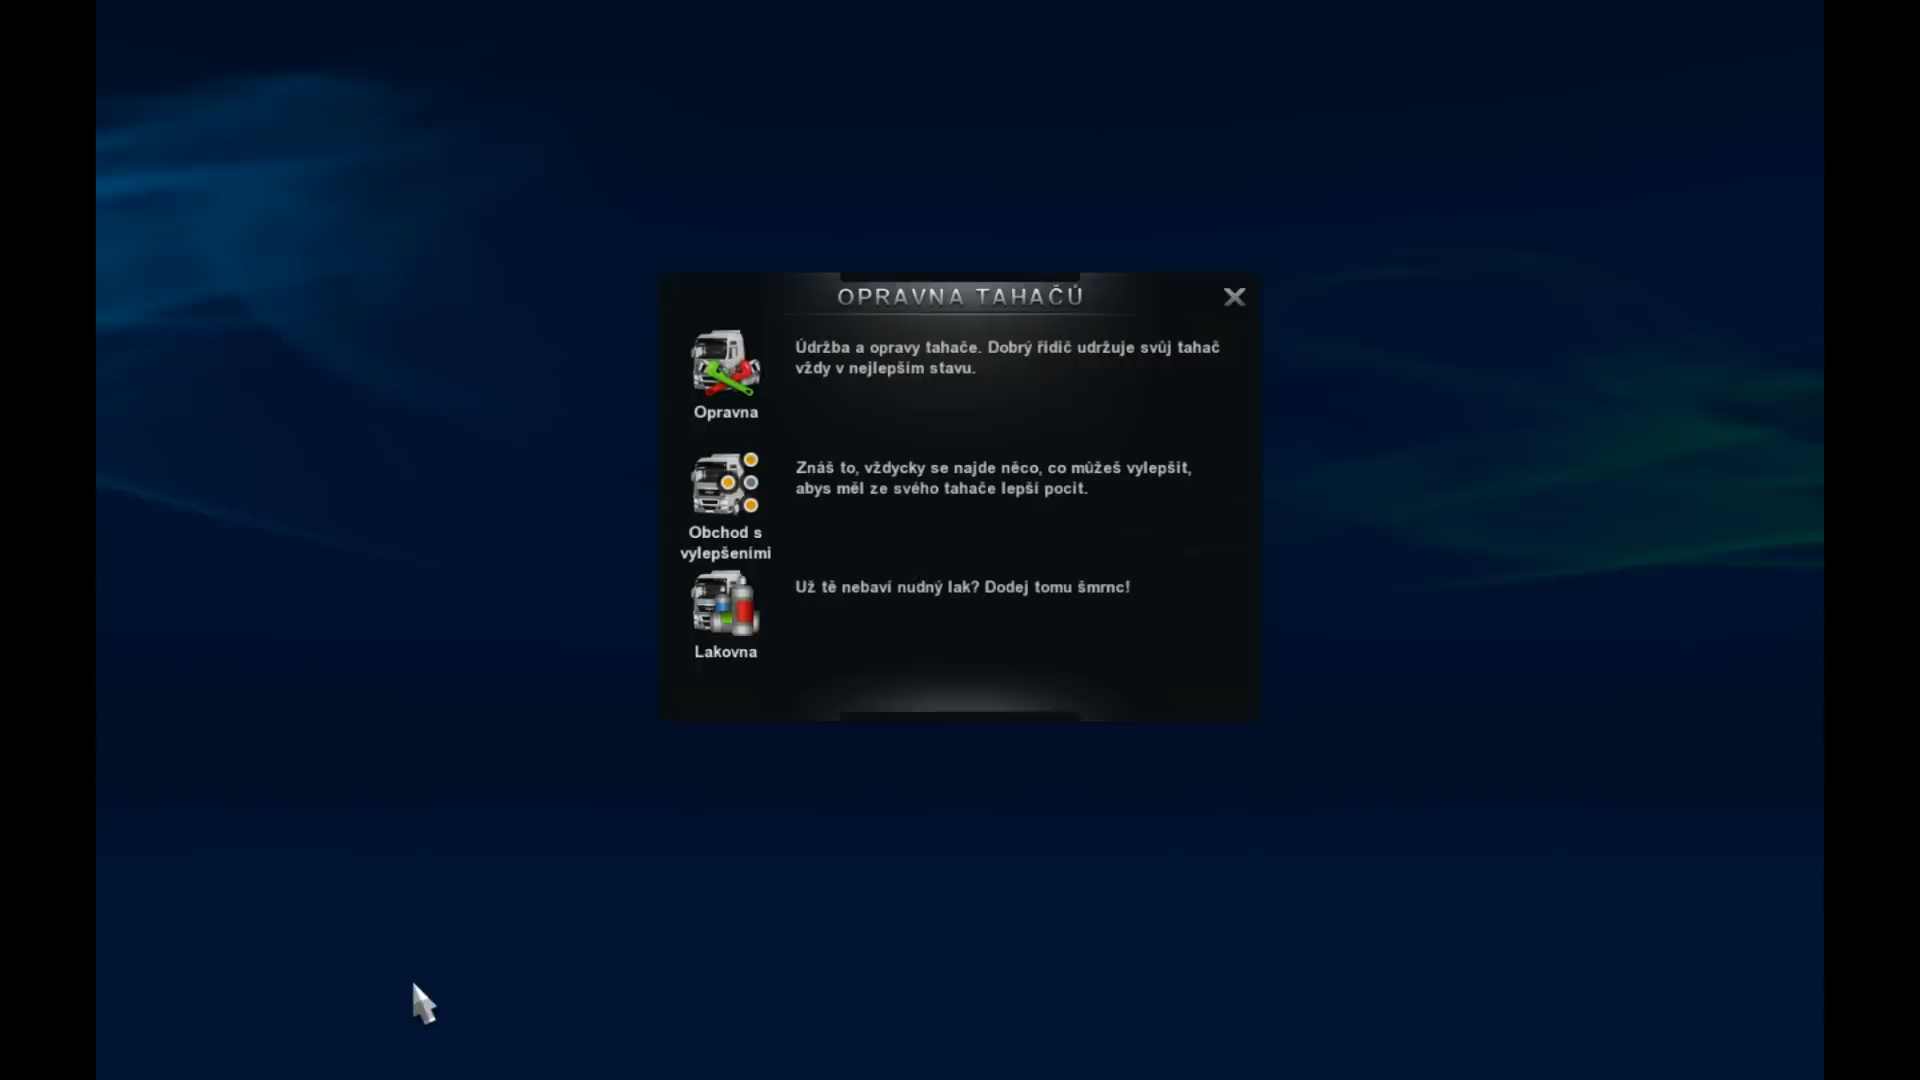 OPRAVNA TAHAČŮ
Údržba a opravy tahače. Dobrý řidič udržuje svůj tahač
vždy v nejlepším stavu.
Opravna
Znáš to, vždycky se najde něco, co můžeš vylepšit,
abys měl ze svého tahače lepší pocit.
Obchod s
vylepšeními
Už tě nebaví nudný lak? Dodej tomu šmrnc!
Lakovna